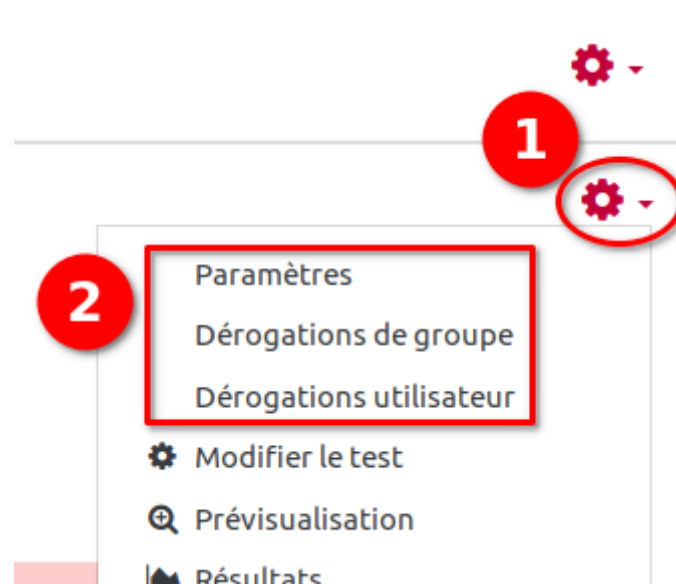 1
2
Paramètres
Dérogations de groupe
Dérogations utilisateur
Modifier le test
Prévisualisation
Résultats